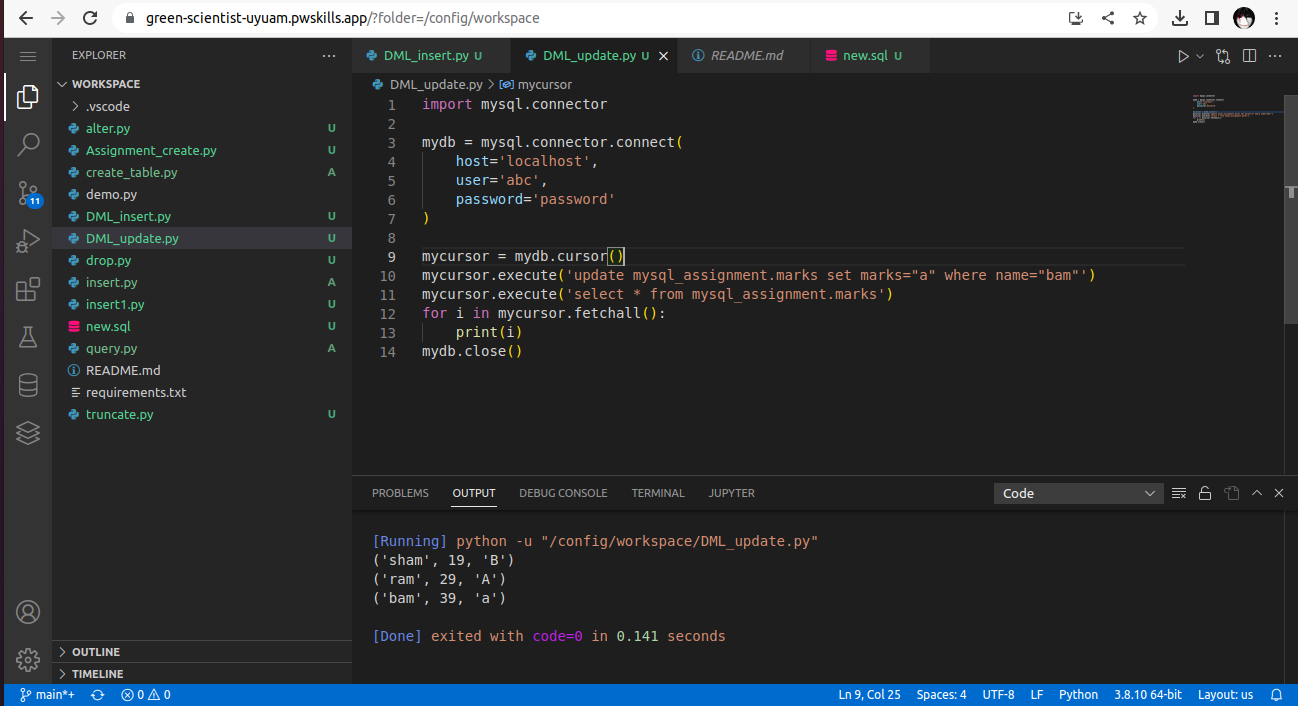 green-scientist-uyuam.pwskills.app/?folder=/config/workspace
EXPLORER
WORKSPACE
.vscode
alter.py U
Assignment_create.py U
create_table.py A
demo.py
DML_insert.py U
DML_update.py U
drop.py U
insert.py A
insert1.py U
new.sql U
query.py A
README.md
requirements.txt
truncate.py U
11
OUTLINE
TIMELINE
DML_insert.py U
DML_update.py U
README.md
new.sql U
DML_update.py > mycursor
1 import mysql.connector
2
3 mydb = mysql.connector.connect(
4 host='localhost',
5 user='abc',
6 password='password'
7 )
8
9 mycursor = mydb.cursor()
10 mycursor.execute('update mysql_assignment.marks set marks="a" where name="bam"')
11 mycursor.execute('select * from mysql_assignment.marks')
12 for i in mycursor.fetchall():
13 print(i)
14 mydb.close()
PROBLEMS OUTPUT DEBUG CONSOLE TERMINAL JUPYTER
Code
[Running] python -u "/config/workspace/DML_update.py"
('sham', 19, 'B')
('ram', 29, 'A')
('bam', 39, 'a')
[Done] exited with code=0 in 0.141 seconds
main*+ 0 0 Ln 9, Col 25 Spaces: 4 UTF-8 LF Python 3.8.10 64-bit Layout: us